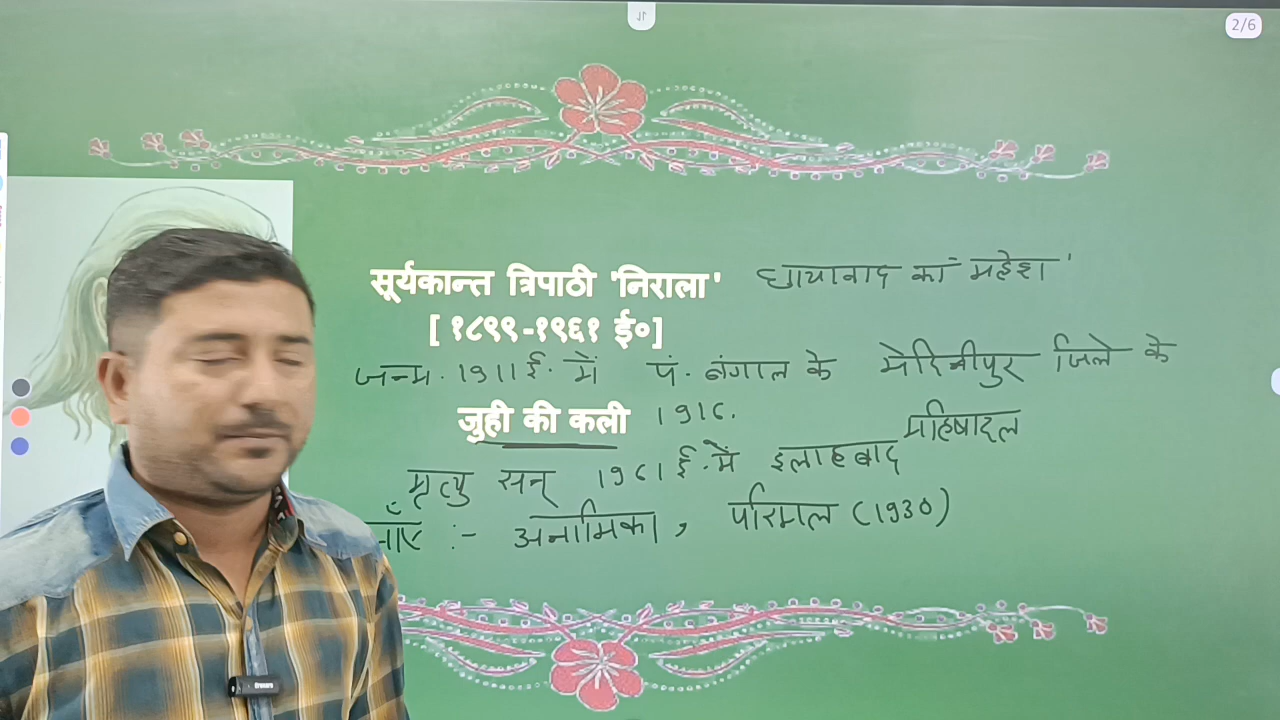 2/6
सूर्यकान्त त्रिपाठी 'निराला' छायावाद का महेश'
[ १८९९-१९६१ ई०]
जन्म. 1911 ई. में पं. बंगाल के मेदिनीपुर जिले के
जुही की कली 1916. महिषादल
मृत्यु सन् 1961 ई. में इलाहबाद
नाएँ :- अनामिका, परिमल (1930)